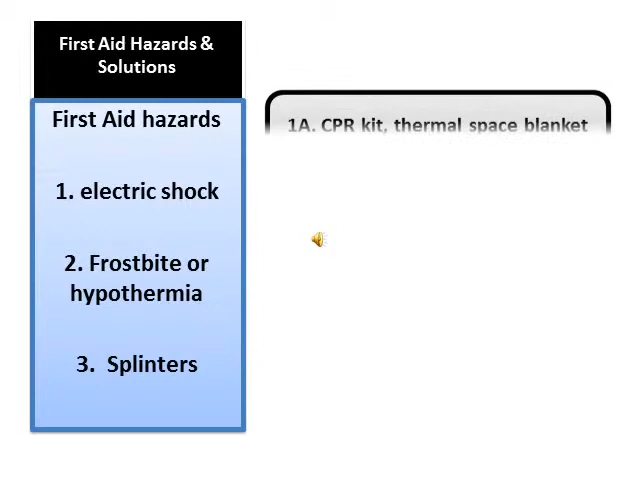 First Aid Hazards &
Solutions
First Aid hazards
1. electric shock
2. Frostbite or
hypothermia
3. Splinters
1A. CPR kit, thermal space blanket